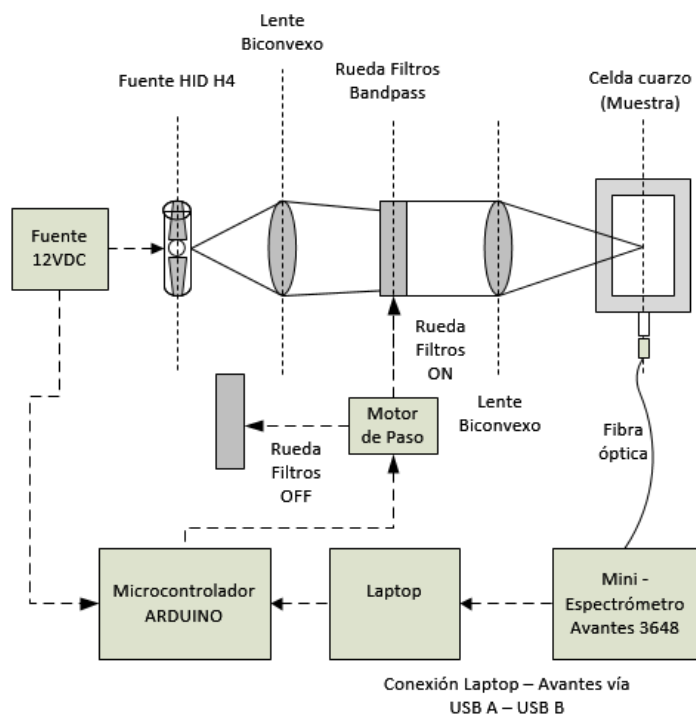 Lente
Biconvexo
Fuente HID H4
Rueda Filtros
Bandpass
Celda cuarzo
(Muestra)
Fuente
12VDC
Rueda
Filtros
ON
Motor
de Paso
Lente
Biconvexo
Rueda
Filtros
OFF
Fibra
óptica
Microcontrolador
ARDUINO
Laptop
Mini -
Espectrómetro
Avantes 3648
Conexión Laptop – Avantes vía
USB A – USB B